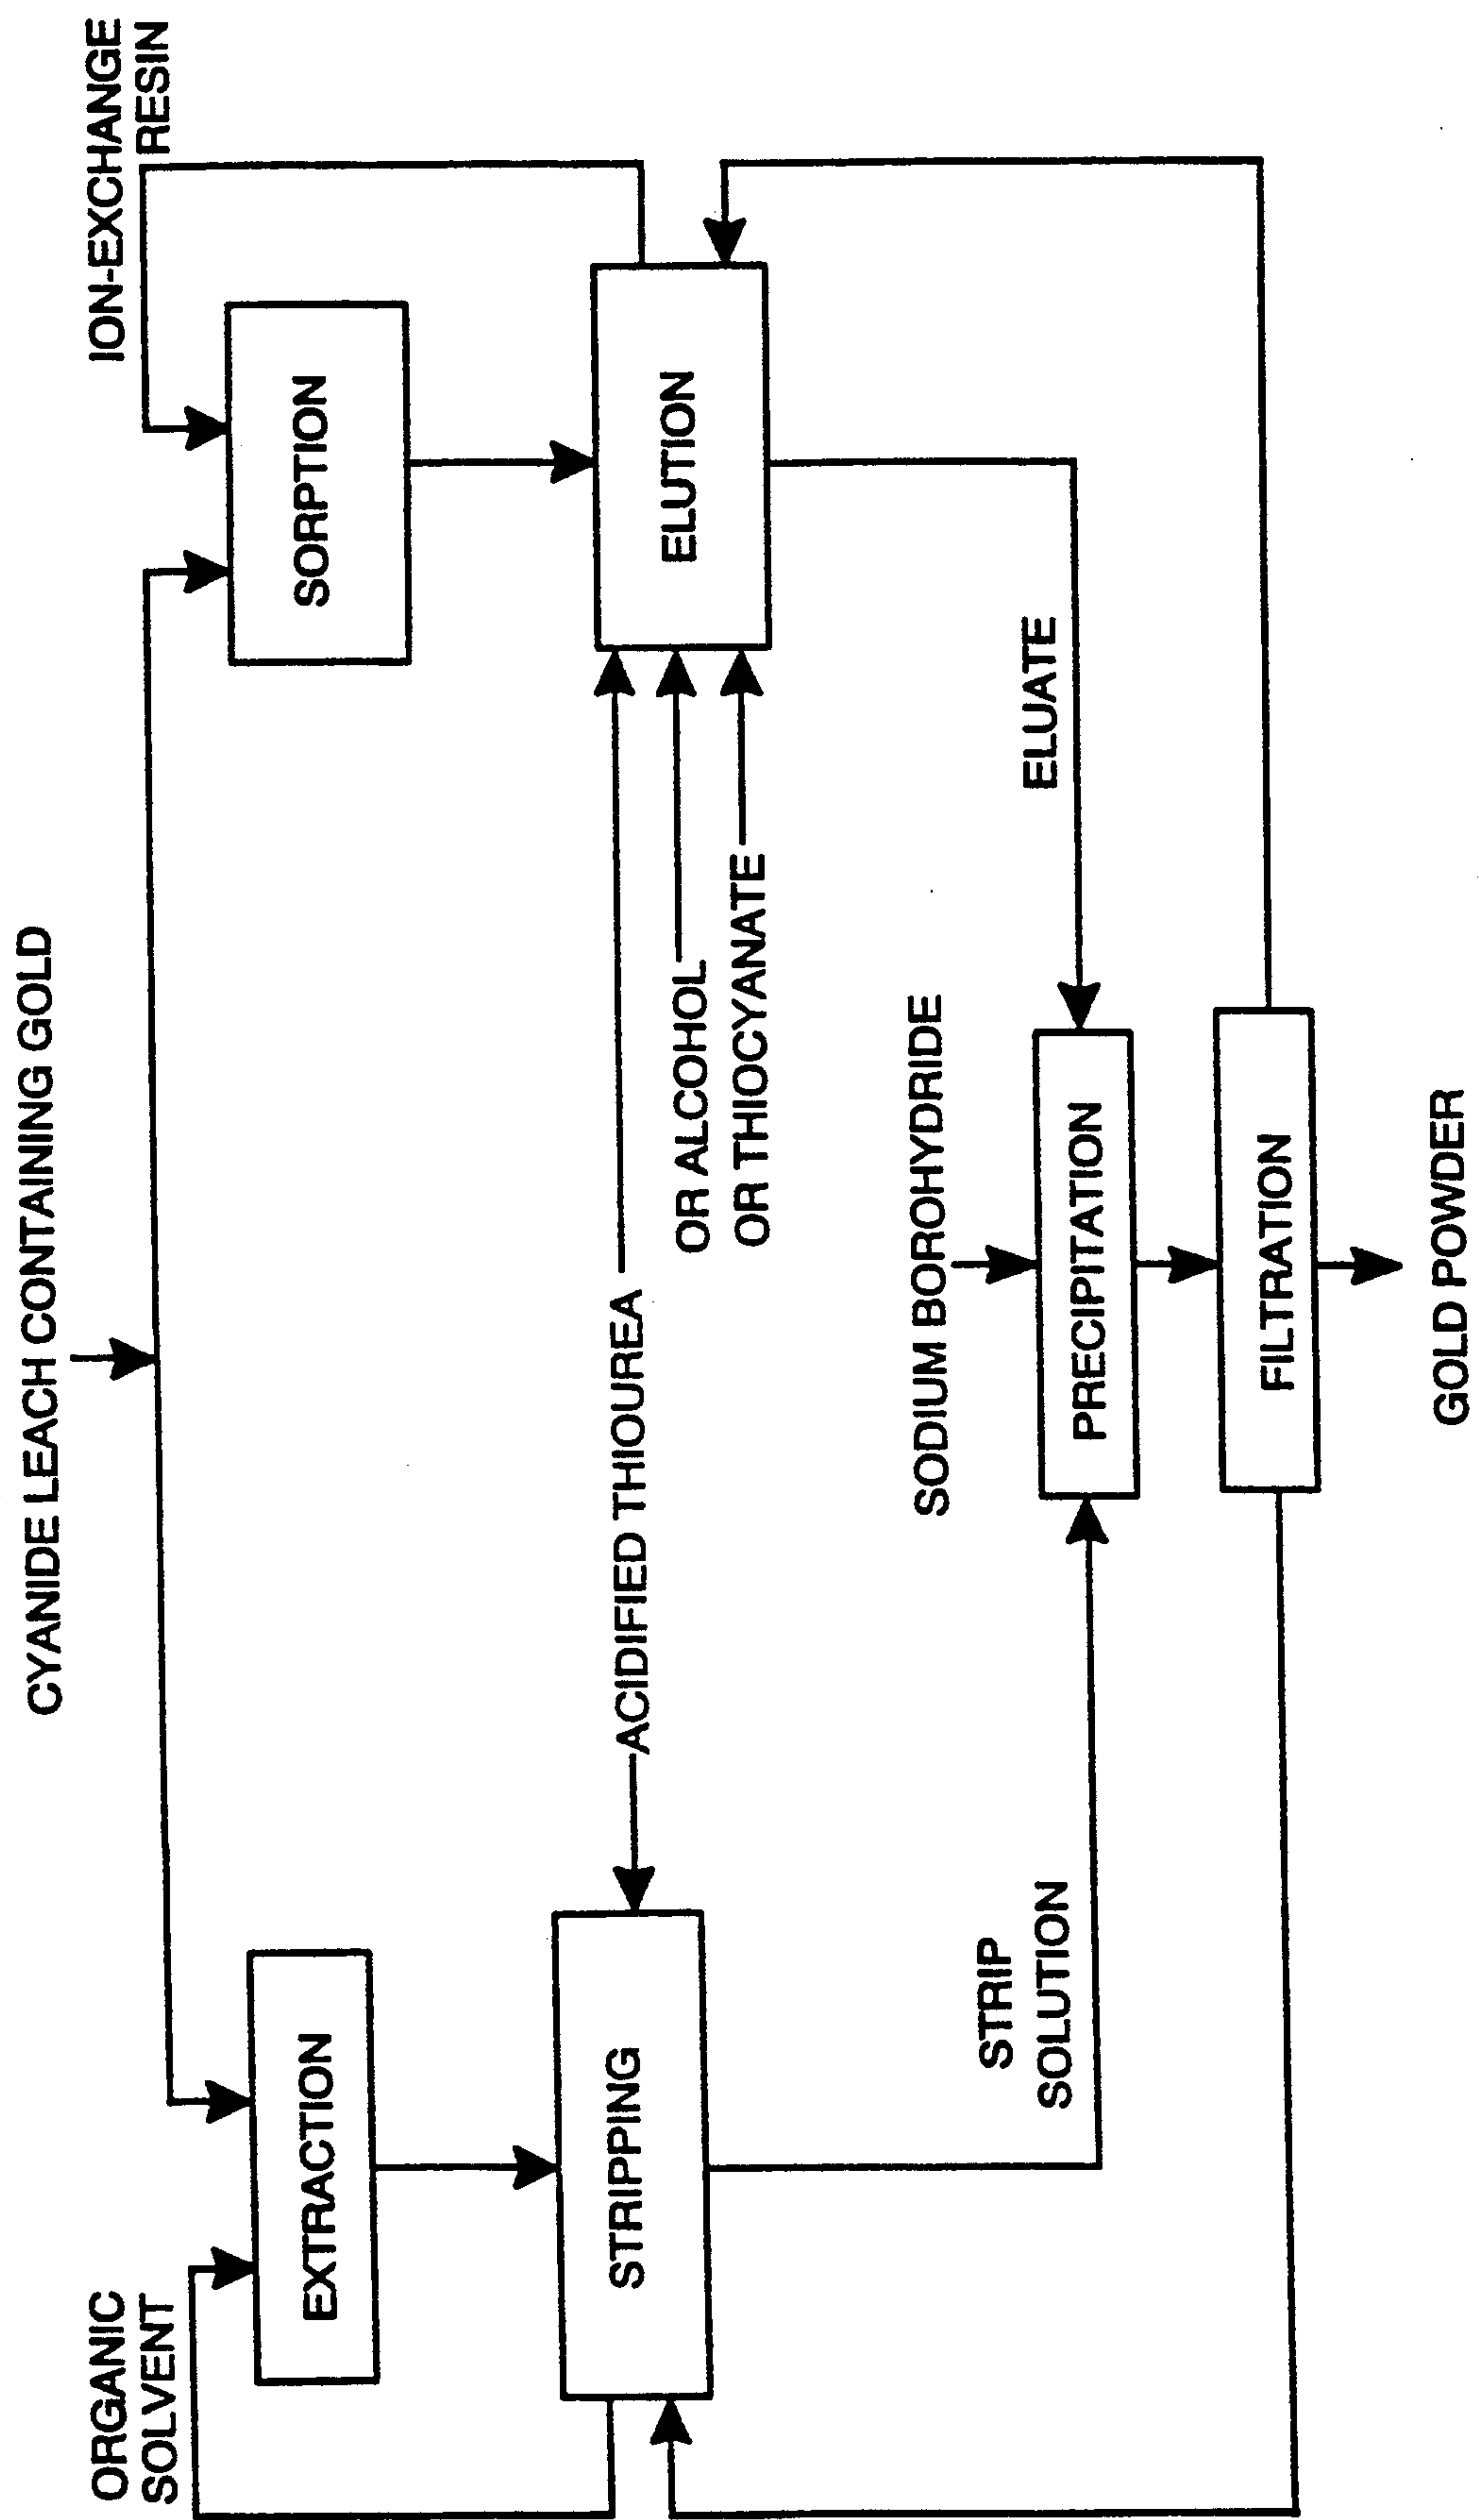 CYANIDE LEACH CONTAINING GOLD
ORGANIC
SOLVENT
ION-EXCHANGE
RESIN
EXTRACTION
SORPTION
STRIPPING
ACIDIFIED THIOUREA
OR ALCOHOL
OR THIOCYANATE
ELUTION
STRIP
SOLUTION
SODIUM BOROHYDRIDE
ELUATE
PRECIPITATION
FILTRATION
GOLD POWDER